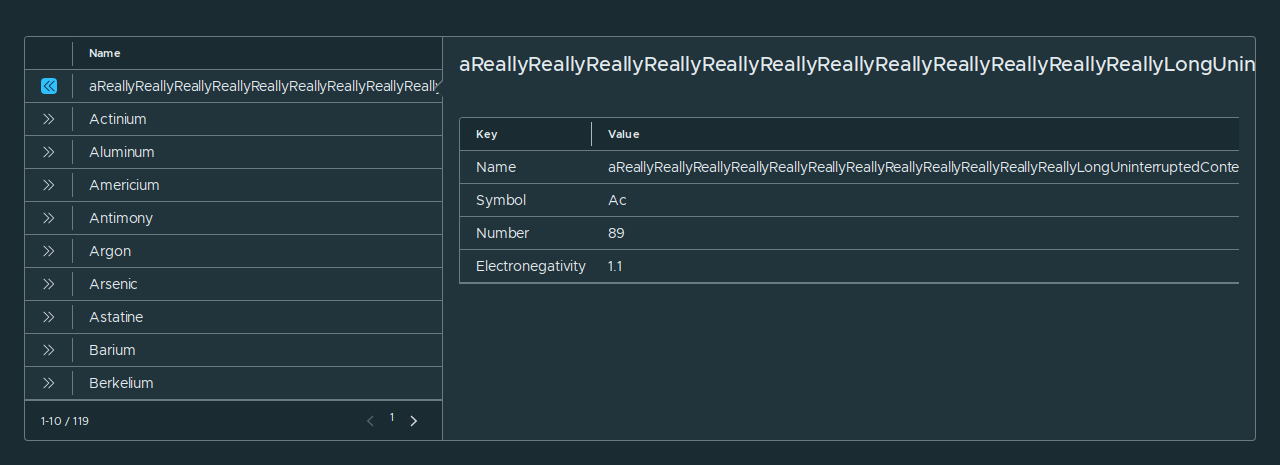 Name
aReallyReallyReallyReallyReallyReallyReallyReallyReally
Actinium
Aluminum
Americium
Antimony
Argon
Arsenic
Astatine
Barium
Berkelium
1-10 / 119
1
aReallyReallyReallyReallyReallyReallyReallyReallyReallyReallyReallyReallyLongUnin
Key Value
Name aReallyReallyReallyReallyReallyReallyReallyReallyReallyReallyReallyReallyLongUninterruptedConte
Symbol Ac
Number 89
Electronegativity 1.1